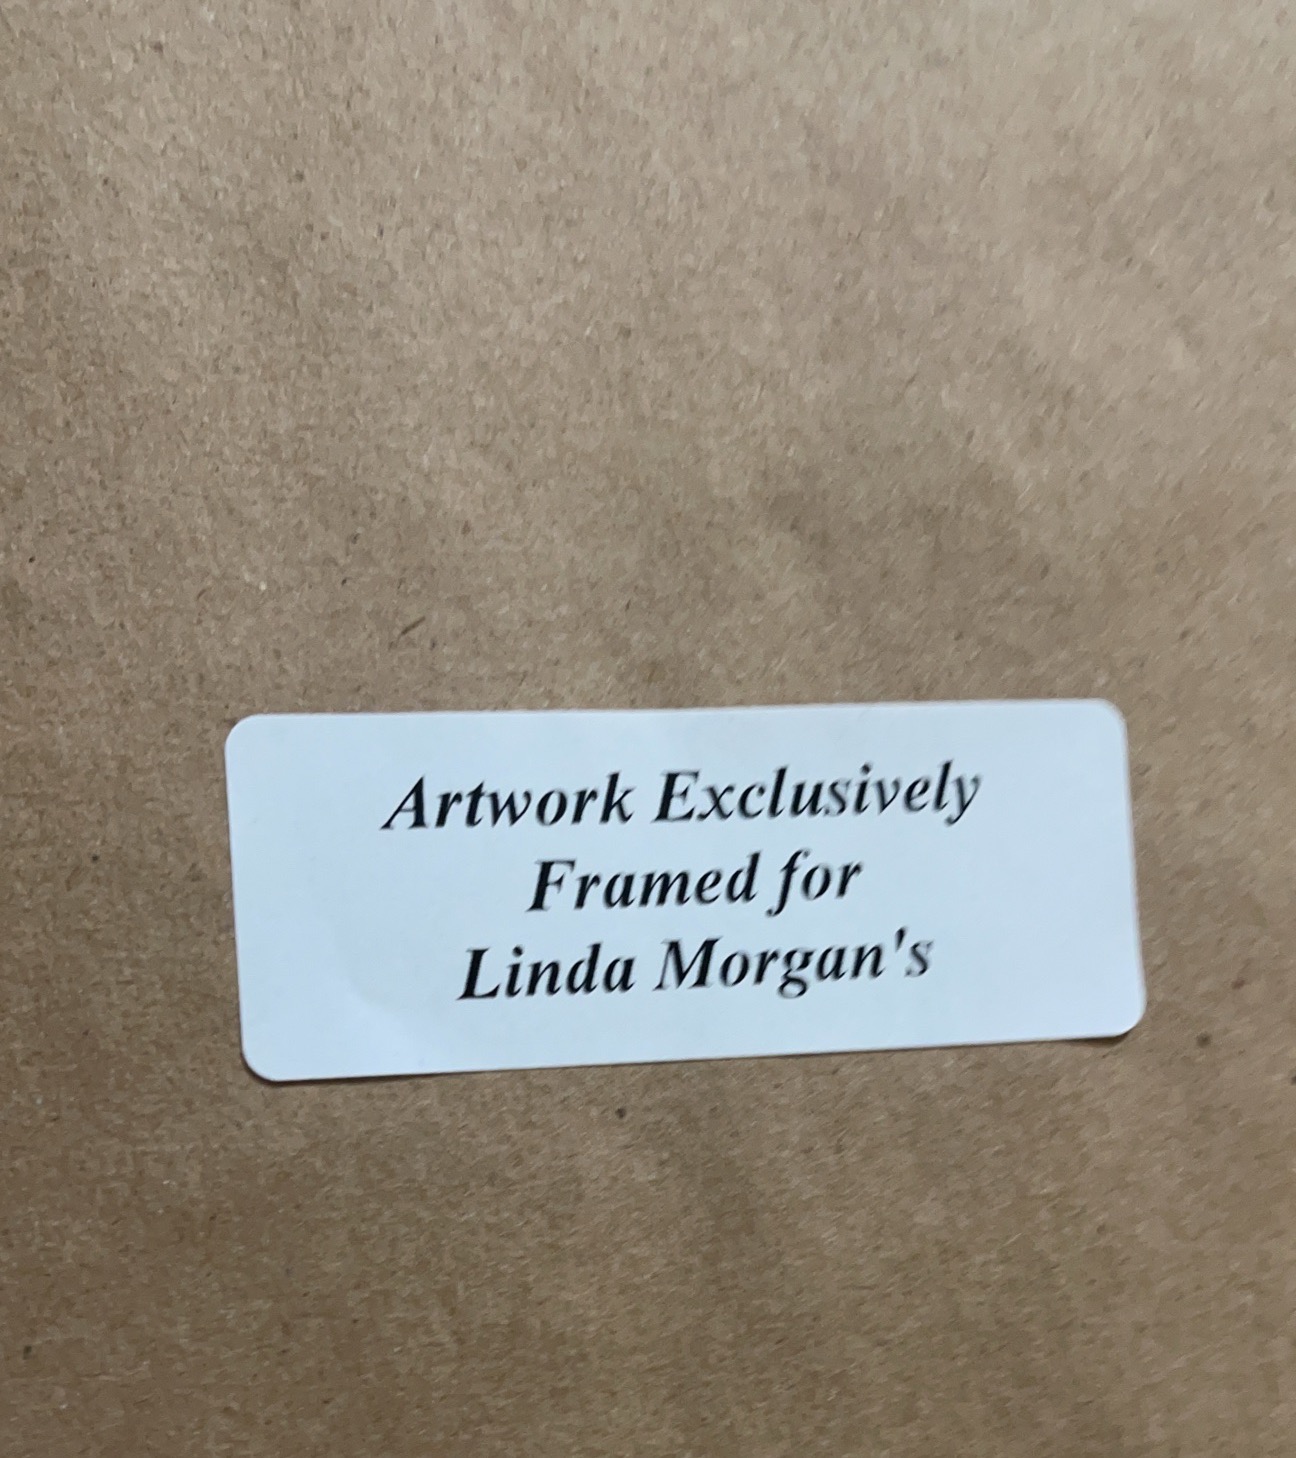 Artwork Exclusively
Framed for
Linda Morgan's